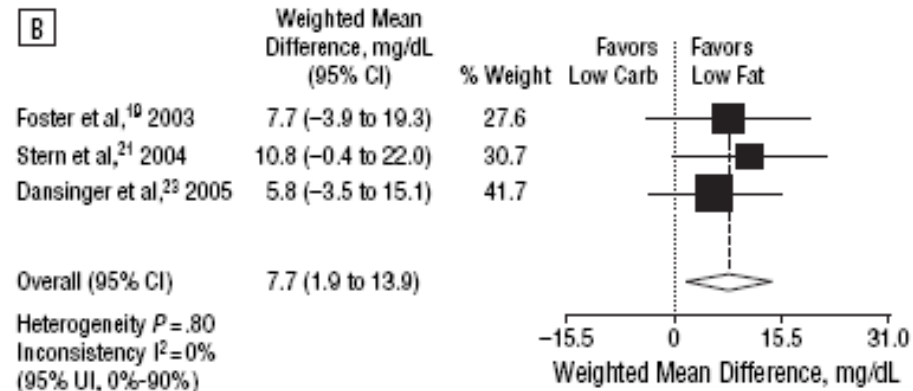 B
Weighted Mean
Difference, mg/dL
(95% CI)
% Weight
Favors
Low Carb
Favors
Low Fat
Foster et al,19 2003 7.7 (−3.9 to 19.3) 27.6
Stern et al,21 2004 10.8 (−0.4 to 22.0) 30.7
Dansinger et al,23 2005 5.8 (−3.5 to 15.1) 41.7
Overall (95% CI) 7.7 (1.9 to 13.9)
Heterogeneity P=.80
Inconsistency I²=0%
(95% UI, 0%-90%)
−15.5 0 15.5 31.0
Weighted Mean Difference, mg/dL